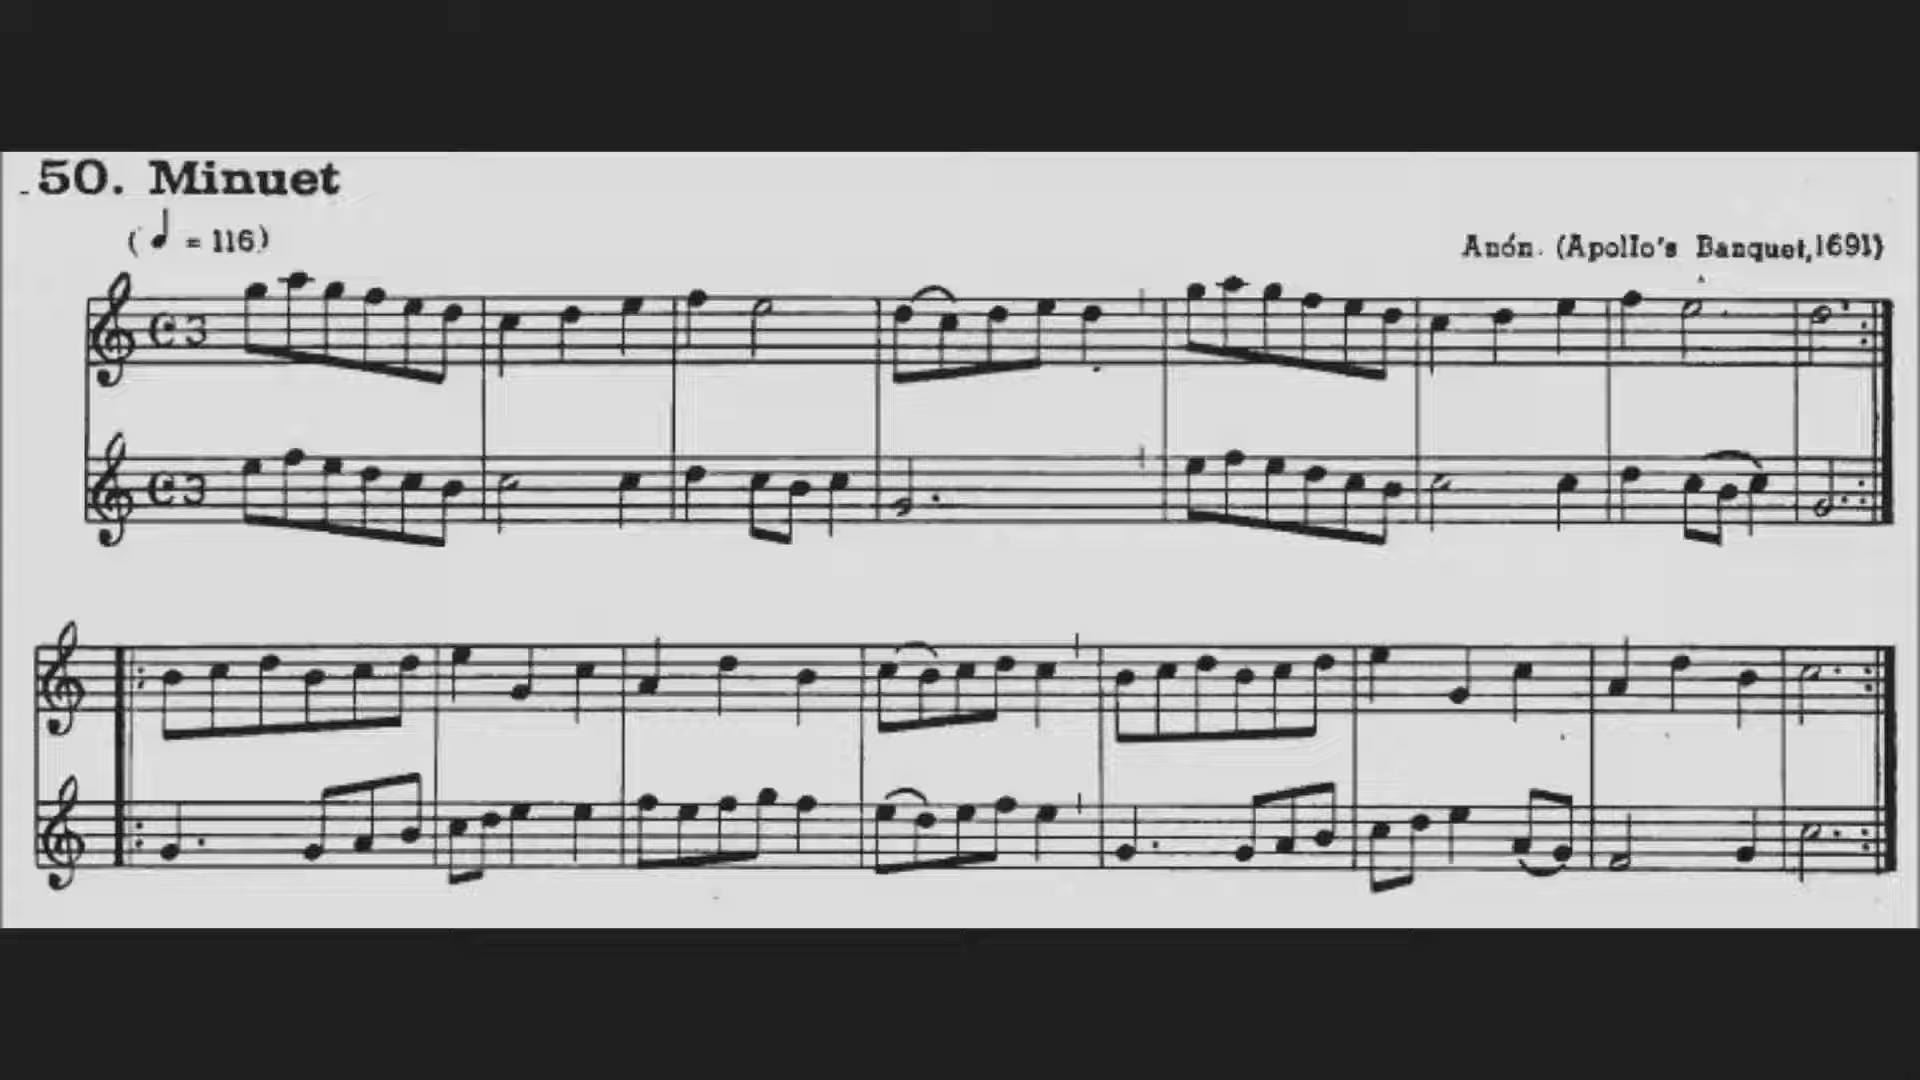 50. Minuet
(♩ = 116)
Anón. (Apollo's Banquet, 1691)